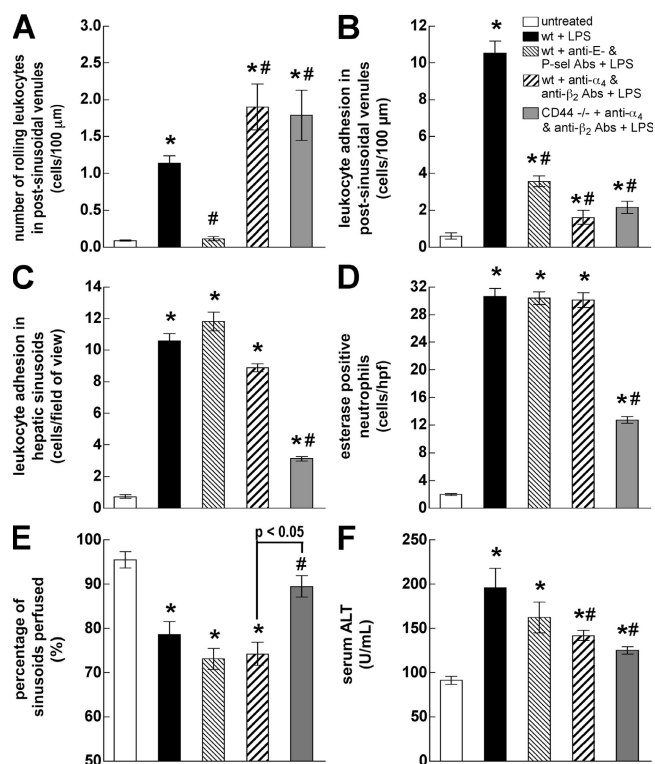 A
number of rolling leukocytes
in post-sinusoidal venules
(cells/100 μm)
3.0
2.5
2.0
1.5
1.0
0.5
0.0
*
#
*#
*#
B
leukocyte adhesion in
post-sinusoidal venules
(cells/100 μm)
12
10
8
6
4
2
0
*
*#
*#
*#
untreated
wt + LPS
wt + anti-E- &
P-sel Abs + LPS
wt + anti-α4 &
anti-β2 Abs + LPS
CD44 -/- + anti-α4
& anti-β2 Abs + LPS
C
leukocyte adhesion in
hepatic sinusoids
(cells/field of view)
14
12
10
8
6
4
2
0
*
*
*
*#
D
esterase positive
neutrophils
(cells/hpf)
32
28
24
20
16
12
8
4
0
*
*
*
*#
E
percentage of
sinusoids perfused
(%)
100
90
80
70
60
50
*
*
*
p < 0.05
#
F
serum ALT
(U/mL)
250
200
150
100
50
0
*
*
*#
*#